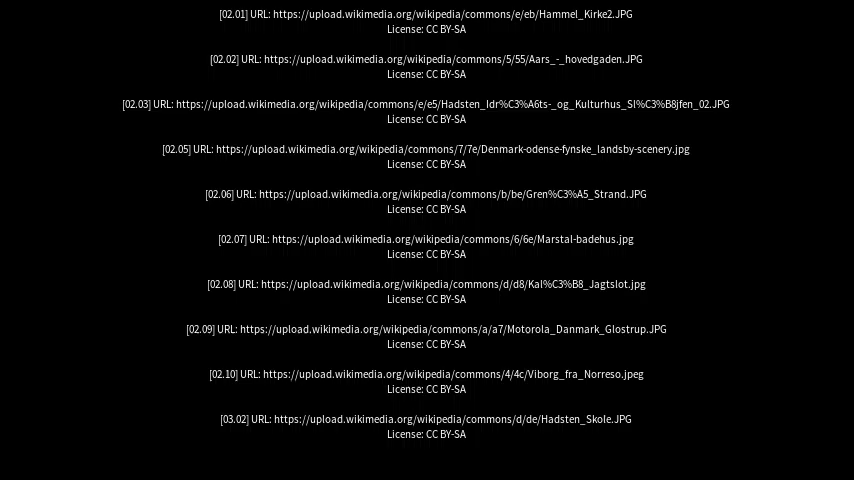 [02.01] URL: https://upload.wikimedia.org/wikipedia/commons/e/eb/Hammel_Kirke2.JPG
License: CC BY-SA
[02.02] URL: https://upload.wikimedia.org/wikipedia/commons/5/55/Aars_-_hovedgaden.JPG
License: CC BY-SA
[02.03] URL: https://upload.wikimedia.org/wikipedia/commons/e/e5/Hadsten_Idr%C3%A6ts-_og_Kulturhus_Sl%C3%B8jfen_02.JPG
License: CC BY-SA
[02.05] URL: https://upload.wikimedia.org/wikipedia/commons/7/7e/Denmark-odense-fynske_landsby-scenery.jpg
License: CC BY-SA
[02.06] URL: https://upload.wikimedia.org/wikipedia/commons/b/be/Gren%C3%A5_Strand.JPG
License: CC BY-SA
[02.07] URL: https://upload.wikimedia.org/wikipedia/commons/6/6e/Marstal-badehus.jpg
License: CC BY-SA
[02.08] URL: https://upload.wikimedia.org/wikipedia/commons/d/d8/Kal%C3%B8_Jagtslot.jpg
License: CC BY-SA
[02.09] URL: https://upload.wikimedia.org/wikipedia/commons/a/a7/Motorola_Danmark_Glostrup.JPG
License: CC BY-SA
[02.10] URL: https://upload.wikimedia.org/wikipedia/commons/4/4c/Viborg_fra_Norreso.jpeg
License: CC BY-SA
[03.02] URL: https://upload.wikimedia.org/wikipedia/commons/d/de/Hadsten_Skole.JPG
License: CC BY-SA